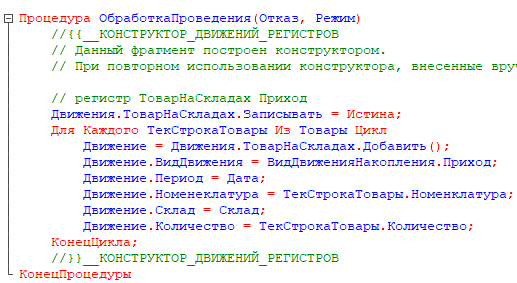 Процедура ОбработкаПроведения(Отказ, Режим)
//{{__КОНСТРУКТОР_ДВИЖЕНИЙ_РЕГИСТРОВ
// Данный фрагмент построен конструктором.
// При повторном использовании конструктора, внесенные вру
// регистр ТоварНаСкладах Приход
Движения.ТоварНаСкладах.Записывать = Истина;
Для Каждого ТекСтрокаТовары Из Товары Цикл
Движение = Движения.ТоварНаСкладах.Добавить();
Движение.ВидДвижения = ВидДвиженияНакопления.Приход;
Движение.Период = Дата;
Движение.Номенеклатура = ТекСтрокаТовары.Номенклатура;
Движение.Склад = Склад;
Движение.Количество = ТекСтрокаТовары.Количество;
КонецЦикла;
//}}__КОНСТРУКТОР_ДВИЖЕНИЙ_РЕГИСТРОВ
КонецПроцедуры